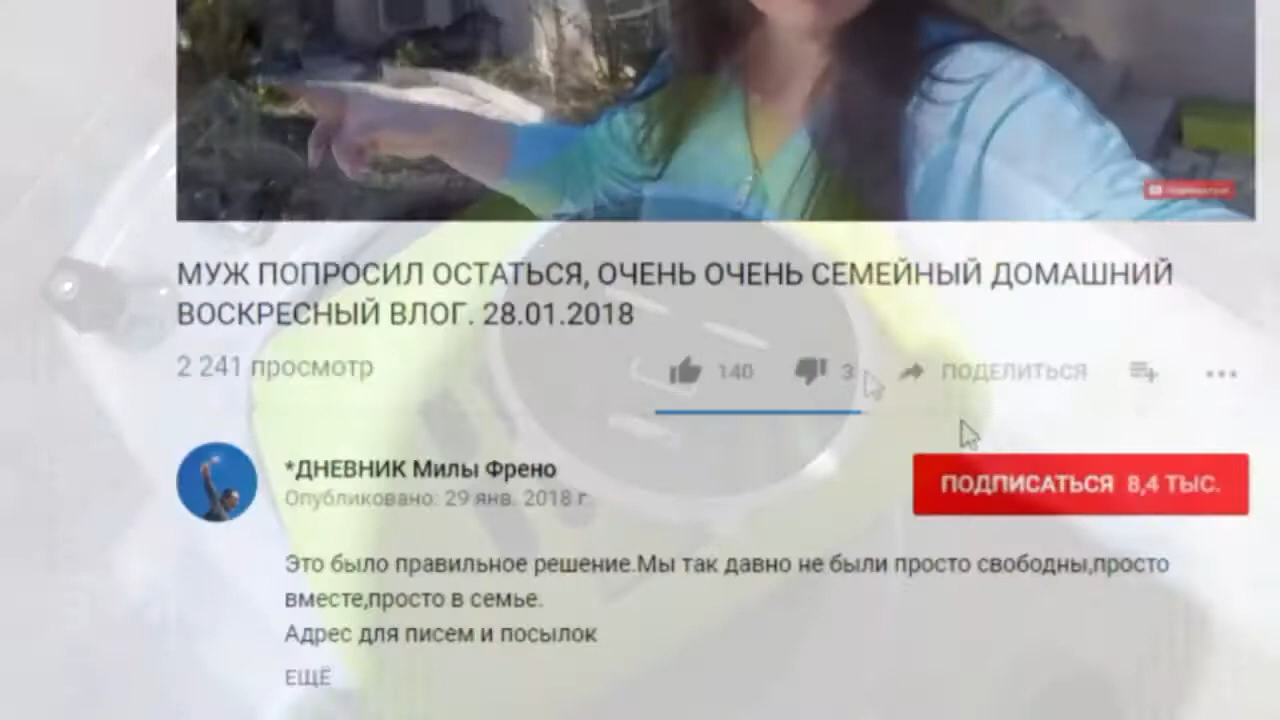 МУЖ ПОПРОСИЛ ОСТАТЬСЯ, ОЧЕНЬ ОЧЕНЬ СЕМЕЙНЫЙ ДОМАШНИЙ
ВОСКРЕСНЫЙ ВЛОГ. 28.01.2018
2 241 просмотр
140 3 ПОДЕЛИТЬСЯ
*ДНЕВНИК Милы Френо
Опубликовано: 29 янв. 2018 г.
ПОДПИСАТЬСЯ 8,4 ТЫС.
Это было правильное решение.Мы так давно не были просто свободны,просто
вместе,просто в семье.
Адрес для писем и посылок
ЕЩЁ